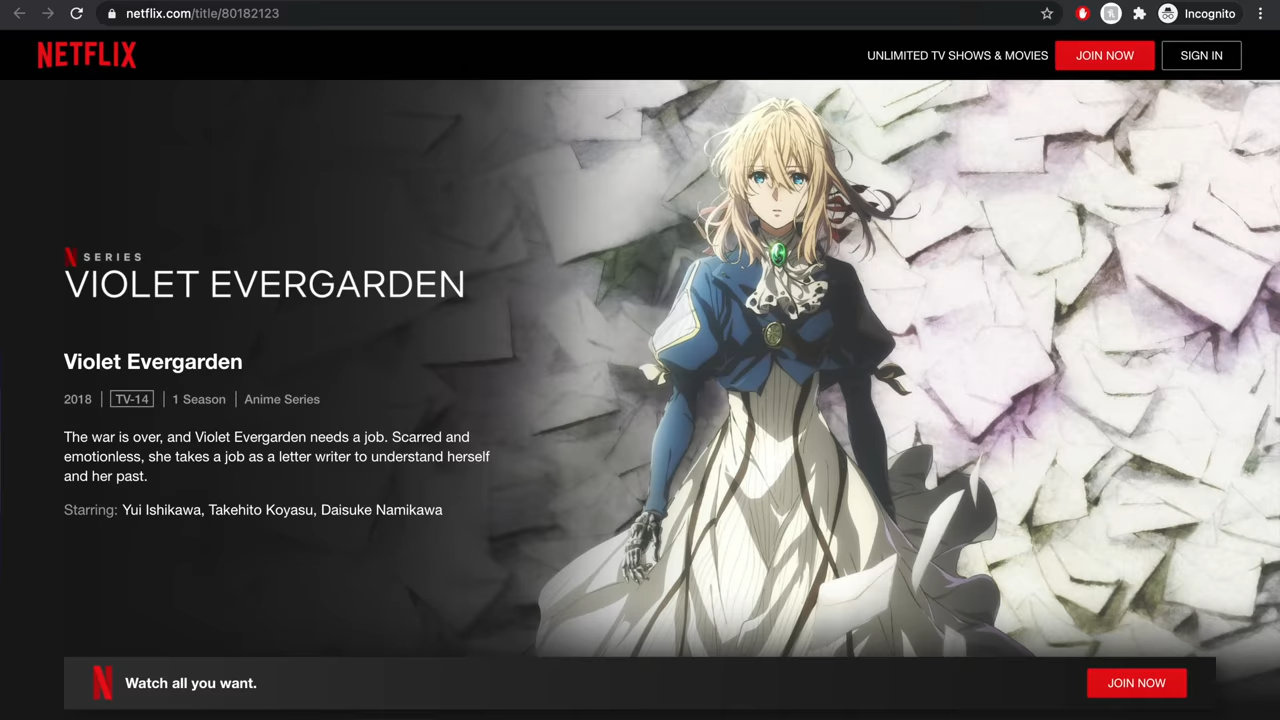 netflix.com/title/80182123
Incognito
NETFLIX
UNLIMITED TV SHOWS & MOVIES
JOIN NOW
SIGN IN
N SERIES
VIOLET EVERGARDEN
Violet Evergarden
2018 | TV-14 | 1 Season | Anime Series
The war is over, and Violet Evergarden needs a job. Scarred and
emotionless, she takes a job as a letter writer to understand herself
and her past.
Starring: Yui Ishikawa, Takehito Koyasu, Daisuke Namikawa
N Watch all you want.
JOIN NOW